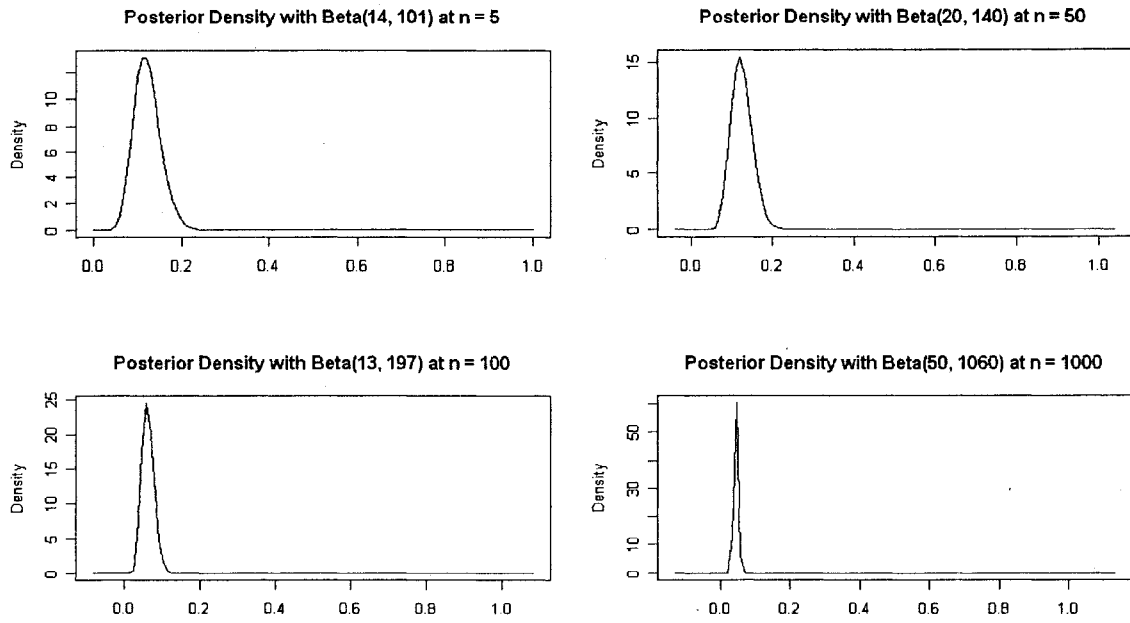 Posterior Density with Beta(14, 101) at n = 5
Density
10
8
6
4
2
0
0.0 0.2 0.4 0.6 0.8 1.0
Posterior Density with Beta(20, 140) at n = 50
Density
15
10
5
0
0.0 0.2 0.4 0.6 0.8 1.0
Posterior Density with Beta(13, 197) at n = 100
Density
25
20
15
10
5
0
0.0 0.2 0.4 0.6 0.8 1.0
Posterior Density with Beta(50, 1060) at n = 1000
Density
50
30
10
0
0.0 0.2 0.4 0.6 0.8 1.0